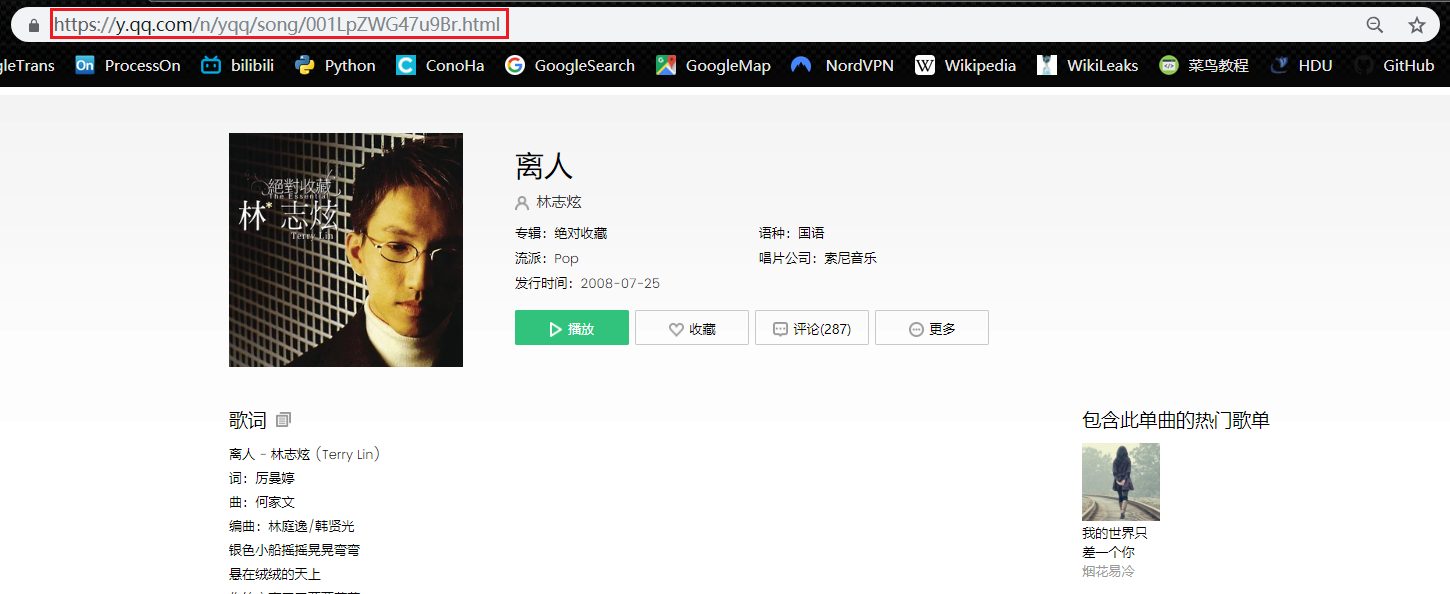 https://y.qq.com/n/yqq/song/001LpZWG47u9Br.html
gleTrans On ProcessOn bilibili Python C ConoHa G GoogleSearch GoogleMap NordVPN W Wikipedia WikiLeaks 菜鸟教程 HDU GitHub
絕對收藏
The Essential
林*志炫
Terry Lin
离人
林志炫
专辑：绝对收藏 语种：国语
流派：Pop 唱片公司：索尼音乐
发行时间：2008-07-25
播放 收藏 评论(287) 更多
歌词
离人 - 林志炫 (Terry Lin)
词：厉曼婷
曲：何家文
编曲：林庭逸/韩贤光
银色小船摇摇晃晃弯弯
悬在绒绒的天上
包含此单曲的热门歌单
我的世界只
差一个你
烟花易冷